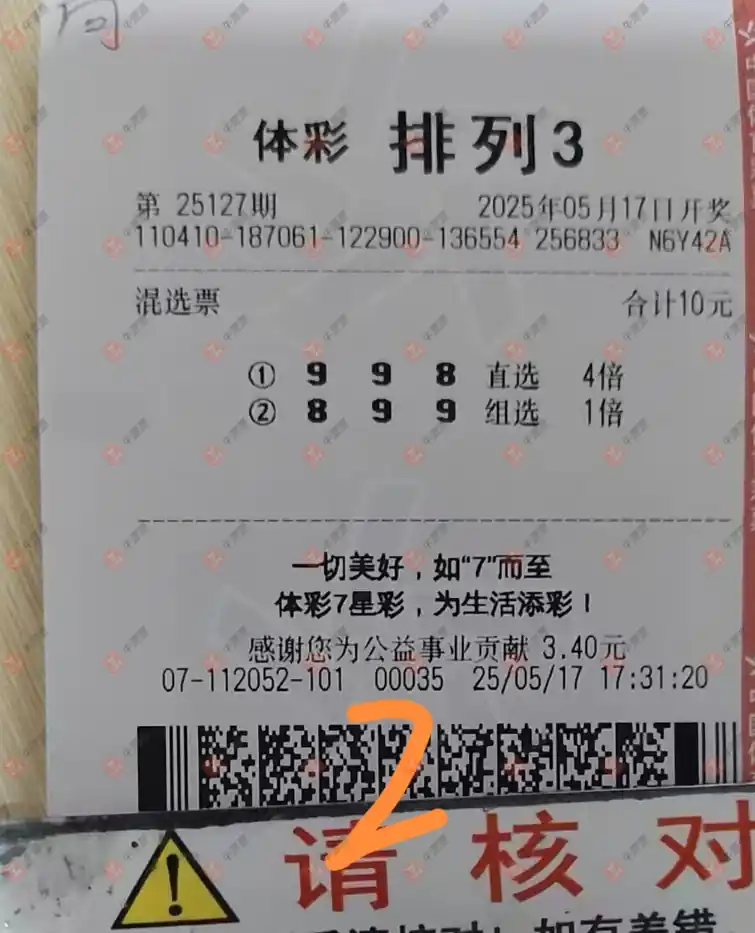 同
体彩 排列3
第 25127期 2025年05月17日开奖
110410-187061-122900-136554 256833 N6Y42A
混选票 合计10元
① 9 9 8 直选 4倍
② 8 9 9 组选 1倍
一切美好，如“7”而至
体彩7星彩，为生活添彩！
感谢您为公益事业贡献 3.40元
07-112052-101 00035 25/05/17 17:31:20
2
请核对
如有差错